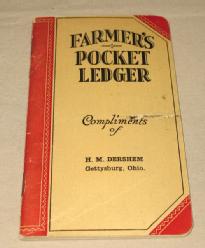 FARMER'S
POCKET
LEDGER
Compliments
of
H. M. DERSHEM
Gettysburg, Ohio.